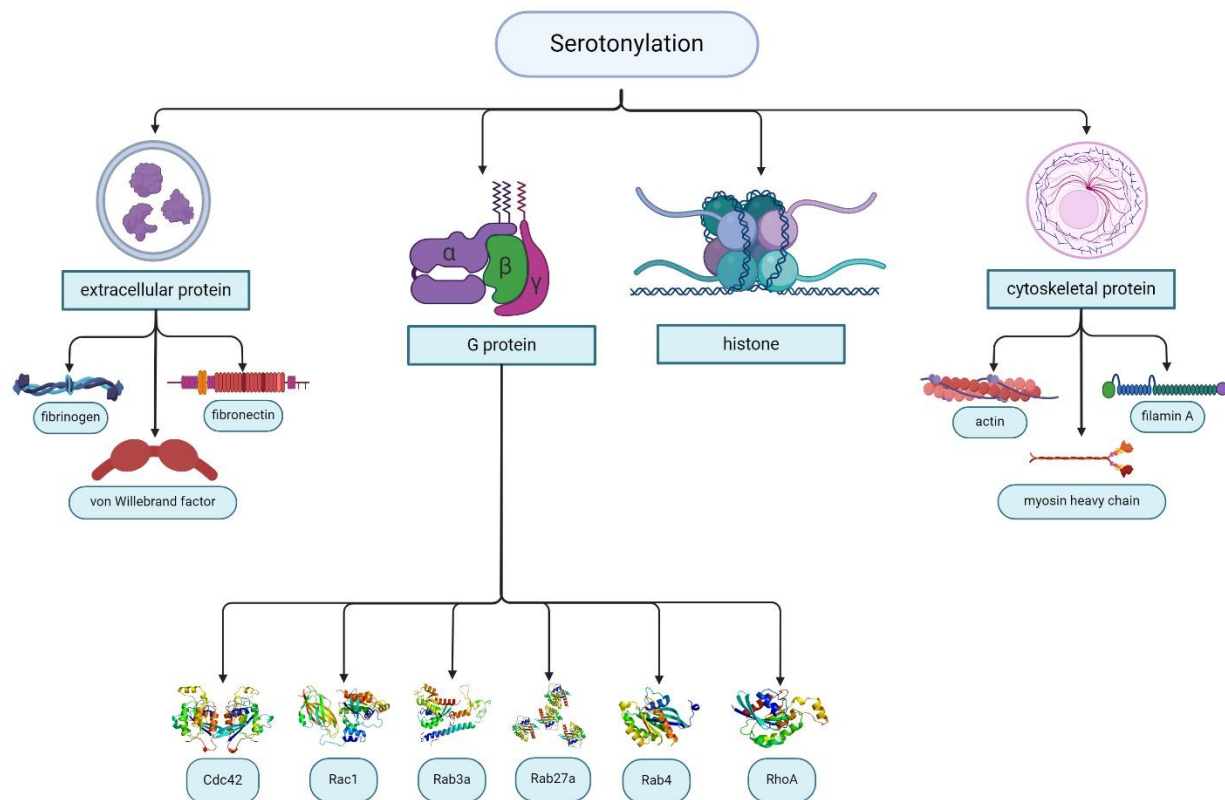 Serotonylation
α
β
γ
extracellular protein
G protein
histone
cytoskeletal protein
fibrinogen
fibronectin
von Willebrand factor
actin
filamin A
myosin heavy chain
Cdc42
Rac1
Rab3a
Rab27a
Rab4
RhoA